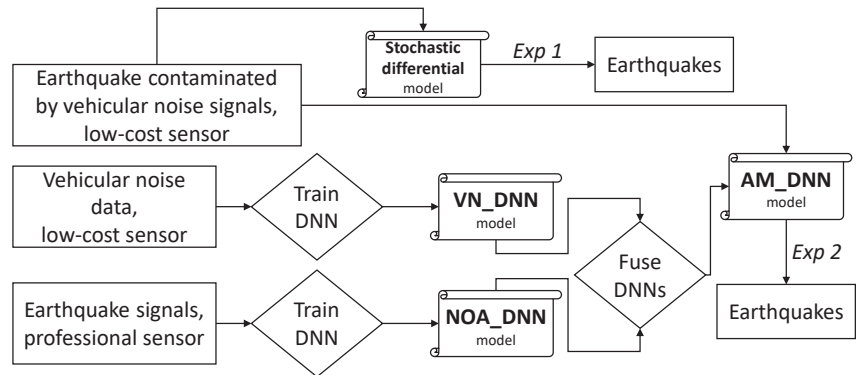 Stochastic
differential
model
Exp 1
Earthquakes
Earthquake contaminated
by vehicular noise signals,
low-cost sensor
Vehicular noise
data,
low-cost sensor
Train
DNN
VN_DNN
model
AM_DNN
model
Fuse
DNNs
Exp 2
Earthquake signals,
professional sensor
Train
DNN
NOA_DNN
model
Earthquakes